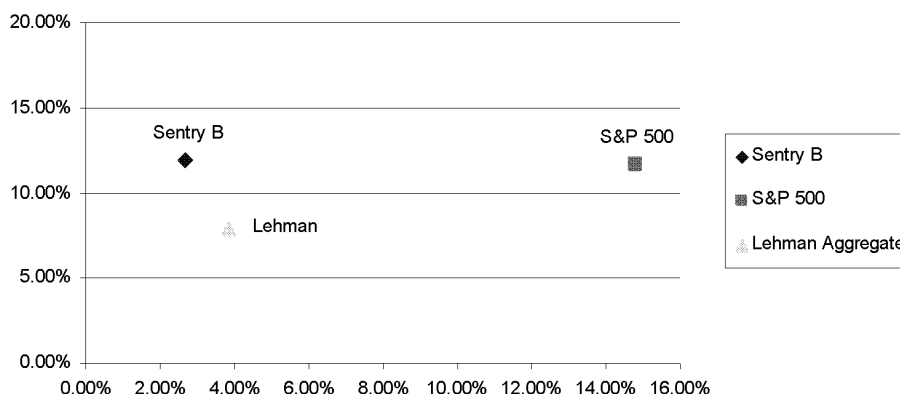 20.00%
15.00%
10.00%
5.00%
0.00%
Sentry B
S&P 500
Lehman
0.00% 2.00% 4.00% 6.00% 8.00% 10.00% 12.00% 14.00% 16.00%
Sentry B
S&P 500
Lehman Aggregate